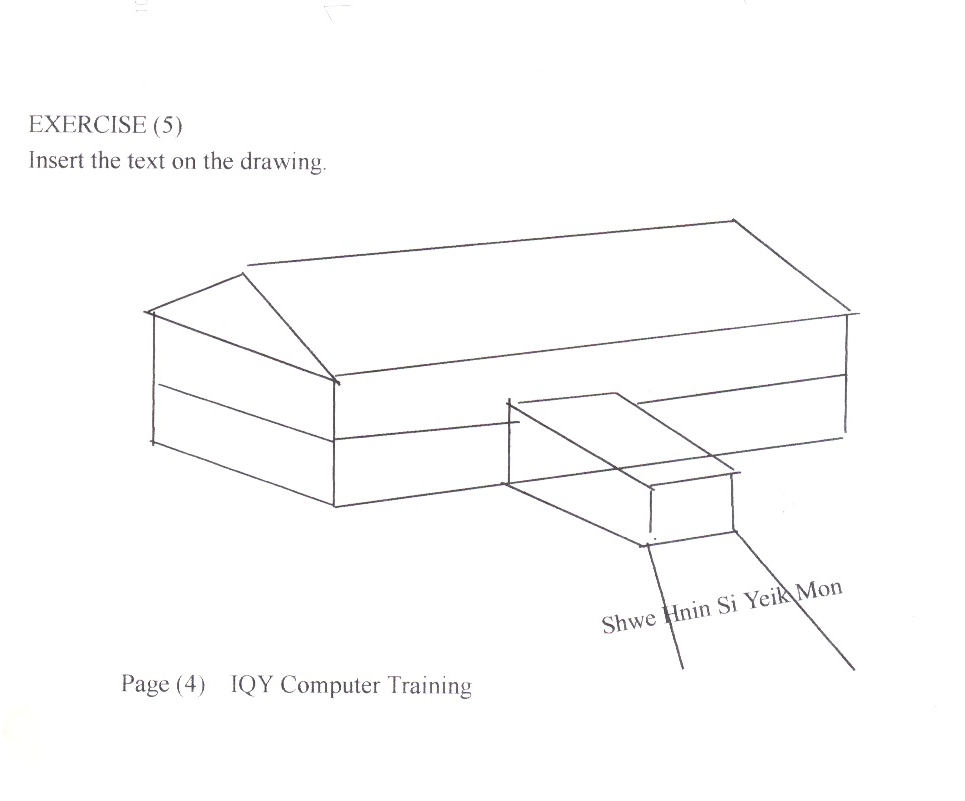 EXERCISE (5)
Insert the text on the drawing.
Shwe Hnin Si Yeik Mon
Page (4) IQY Computer Training